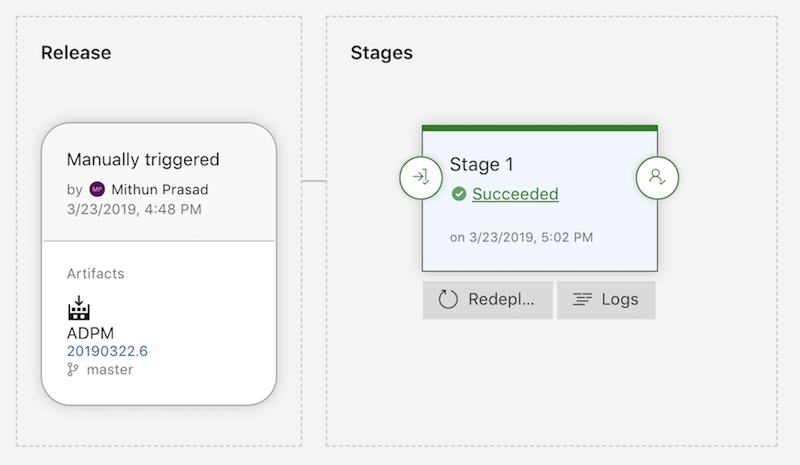 Release
Manually triggered
by MP Mithun Prasad
3/23/2019, 4:48 PM
Artifacts
ADPM
20190322.6
master
Stages
Stage 1
Succeeded
on 3/23/2019, 5:02 PM
Redepl...
Logs